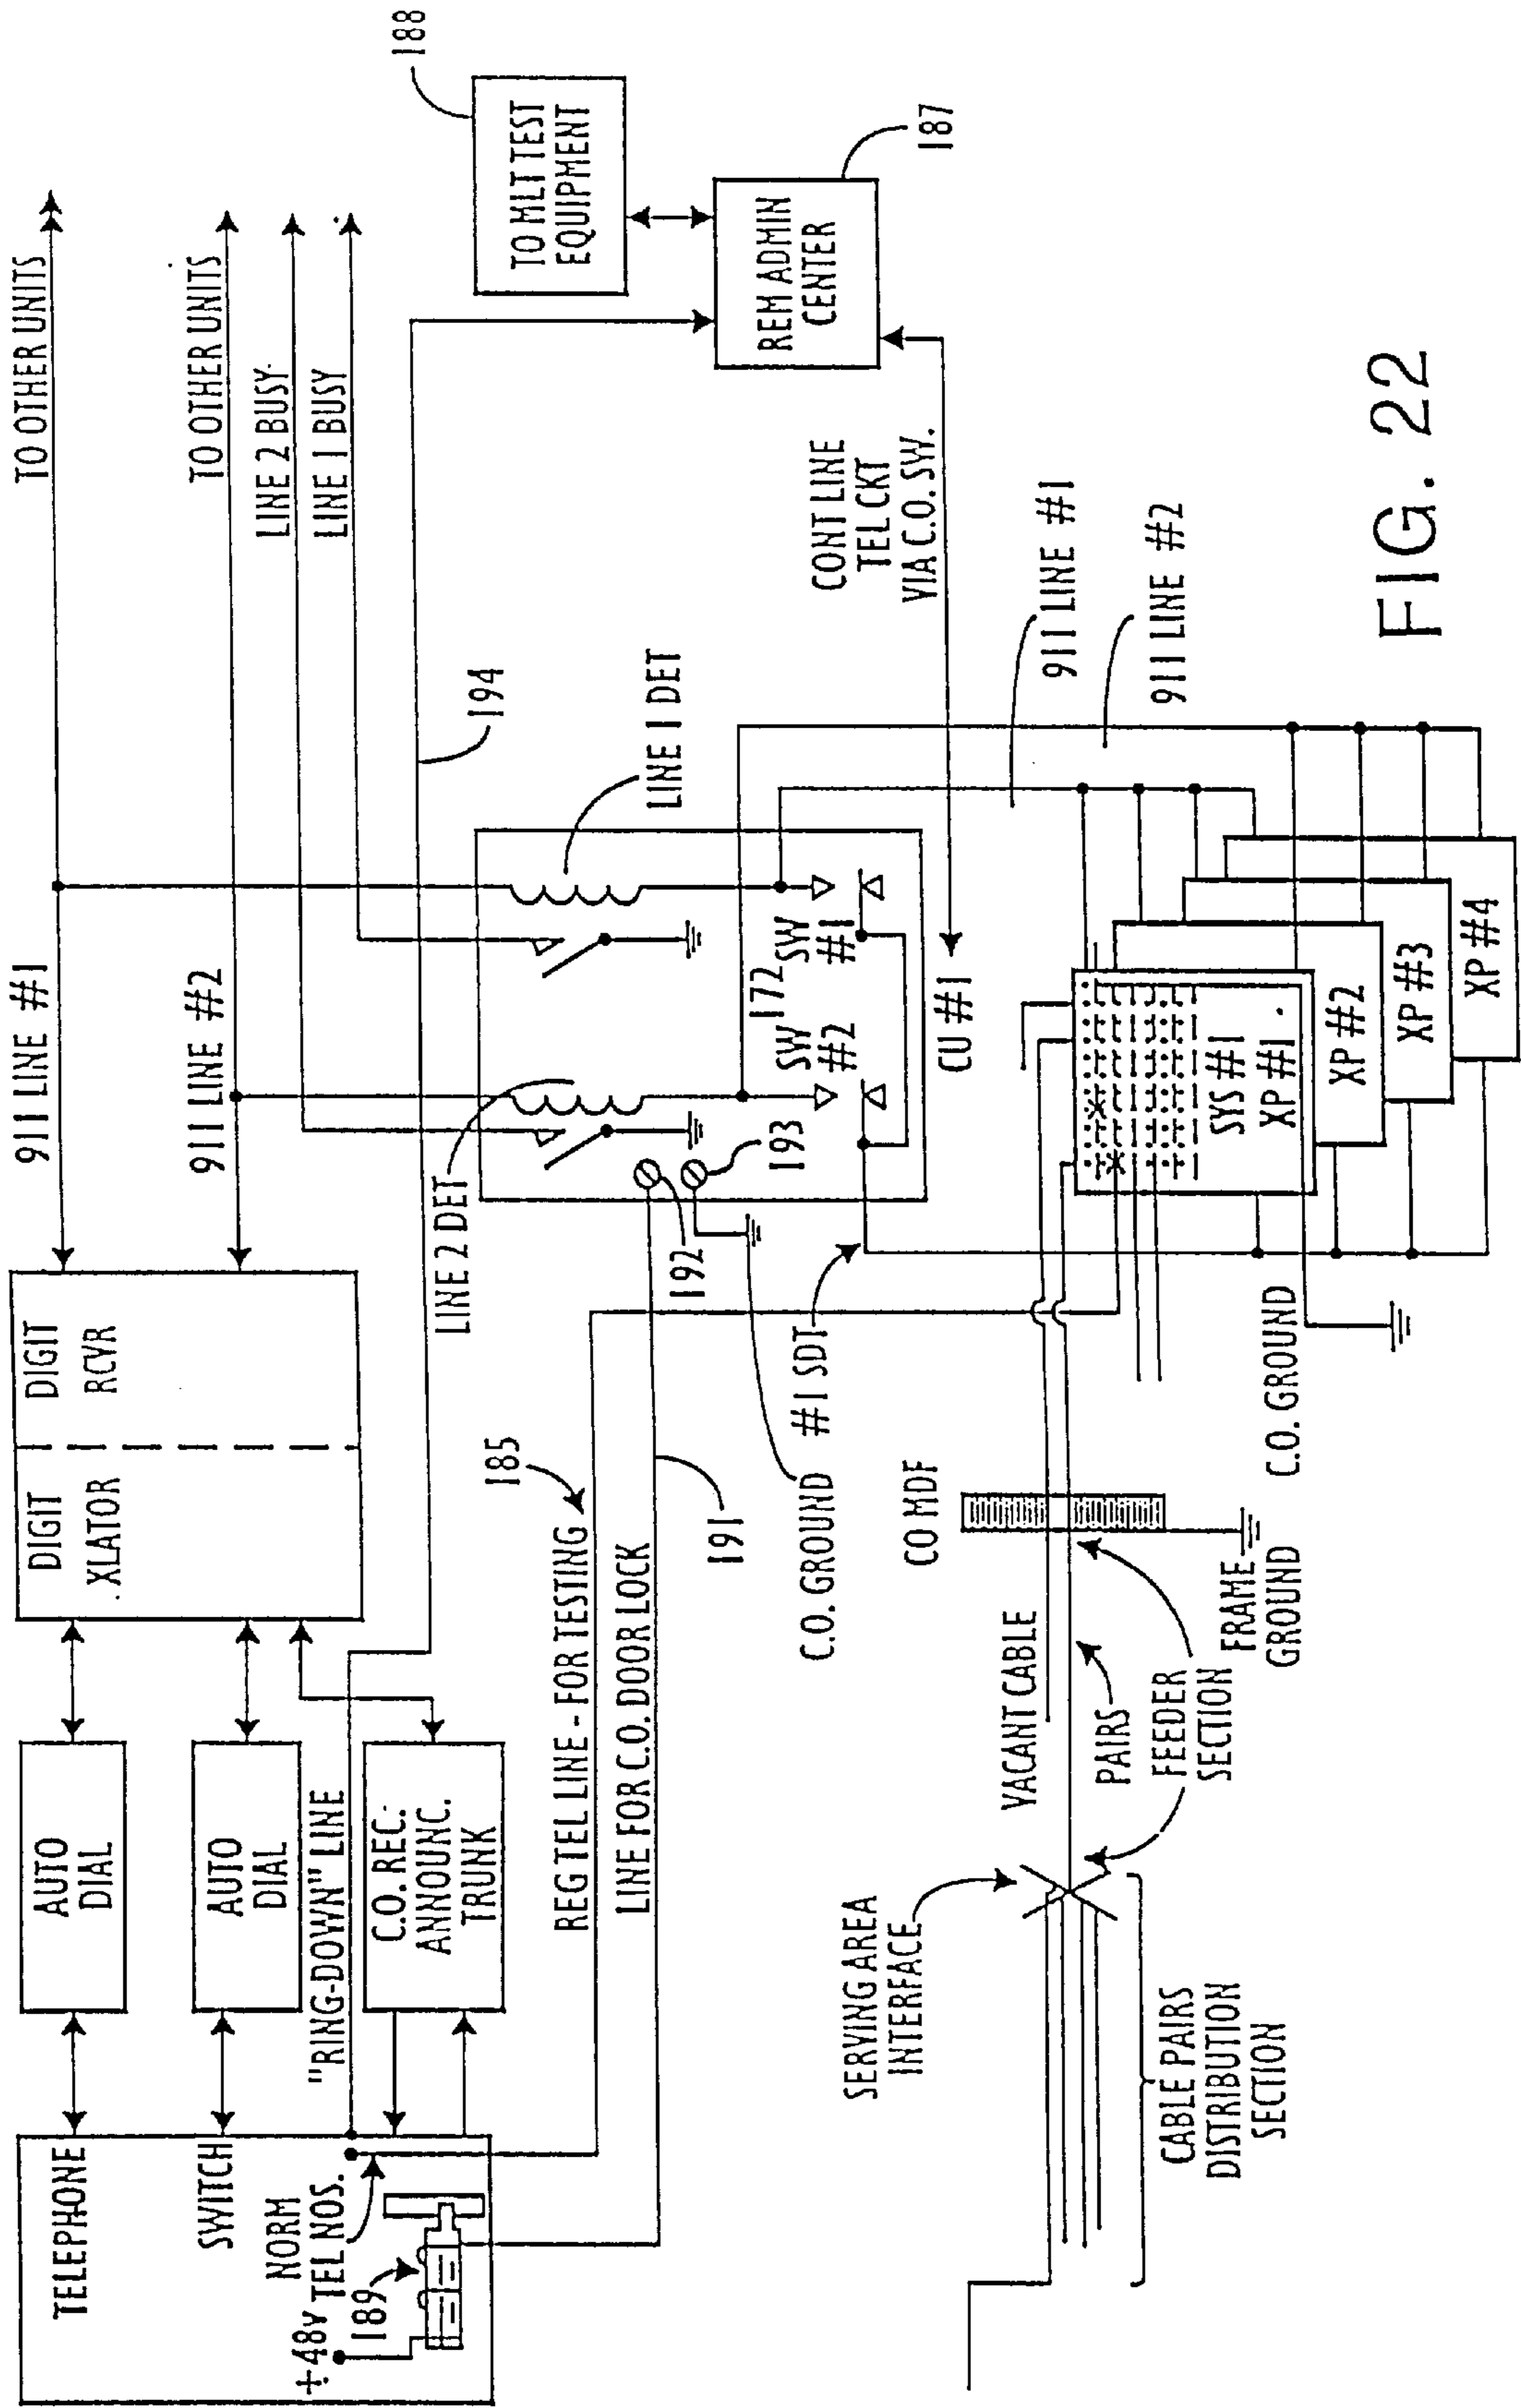 TELEPHONE
SWITCH
NORM
TEL NOS.
+48V
189
AUTO
DIAL
AUTO
DIAL
"RING-DOWN" LINE
C.O. REC.
ANNOUNC.
TRUNK
DIGIT
XLATOR
DIGIT
RCVR
911 LINE #1
911 LINE #2
TO OTHER UNITS
TO OTHER UNITS
LINE 2 BUSY
LINE 1 BUSY
188
TO MLT TEST
EQUIPMENT
REM ADMIN
CENTER
187
194
REG TEL LINE - FOR TESTING
185
LINE FOR C.O. DOOR LOCK
191
LINE 2 DET
LINE 1 DET
192
193
172
SW
#2
SW
#1
C.O. GROUND
#1 SDT
CU #1
CONT LINE
TEL CKT
VIA C.O. SW.
911 LINE #1
911 LINE #2
SERVING AREA
INTERFACE
VACANT CABLE
PAIRS
CO MDF
FEEDER
SECTION
FRAME
GROUND
C.O. GROUND
CABLE PAIRS
DISTRIBUTION
SECTION
SYS #1
XP #1
XP #2
XP #3
XP #4
FIG. 22